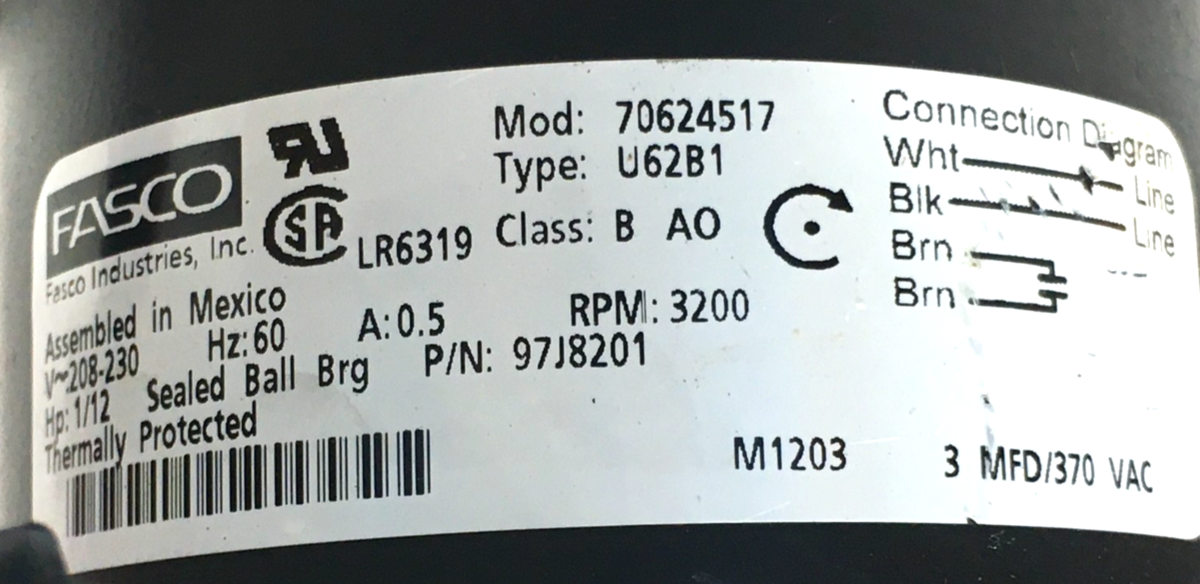 FASCO
Fasco Industries, Inc.
LR6319
Mod: 70624517
Type: U62B1
Class: B AO
Connection Diagram
Wht Line
Blk Line
Brn
Brn
Assembled in Mexico
V~208-230 Hz:60 A:0.5 RPM: 3200
Hp: 1/12 Sealed Ball Brg P/N: 97J8201
Thermally Protected
M1203 3 MFD/370 VAC